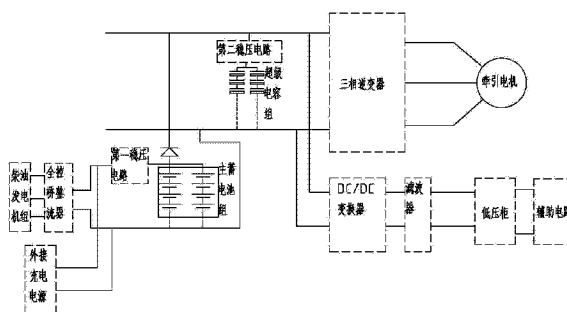 第二稳压电路
超级
电容
组
三相逆变器
牵引电机
第一稳压
电路
主蓄
电池
组
柴油
发电
机组
全控
桥整
流器
外接
充电
电源
DC/DC
变换器
滤波
器
低压柜
辅助电路